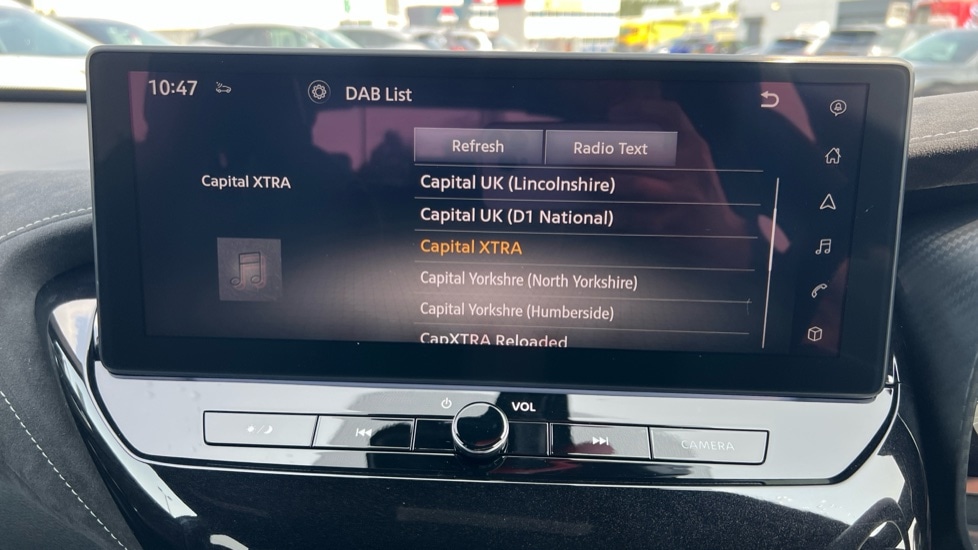 10:47
DAB List
Refresh
Radio Text
Capital XTRA
Capital UK (Lincolnshire)
Capital UK (D1 National)
Capital XTRA
Capital Yorkshre (North Yorkshire)
Capital Yorkshre (Humberside)
CapXTRA Reloaded
VOL
CAMERA